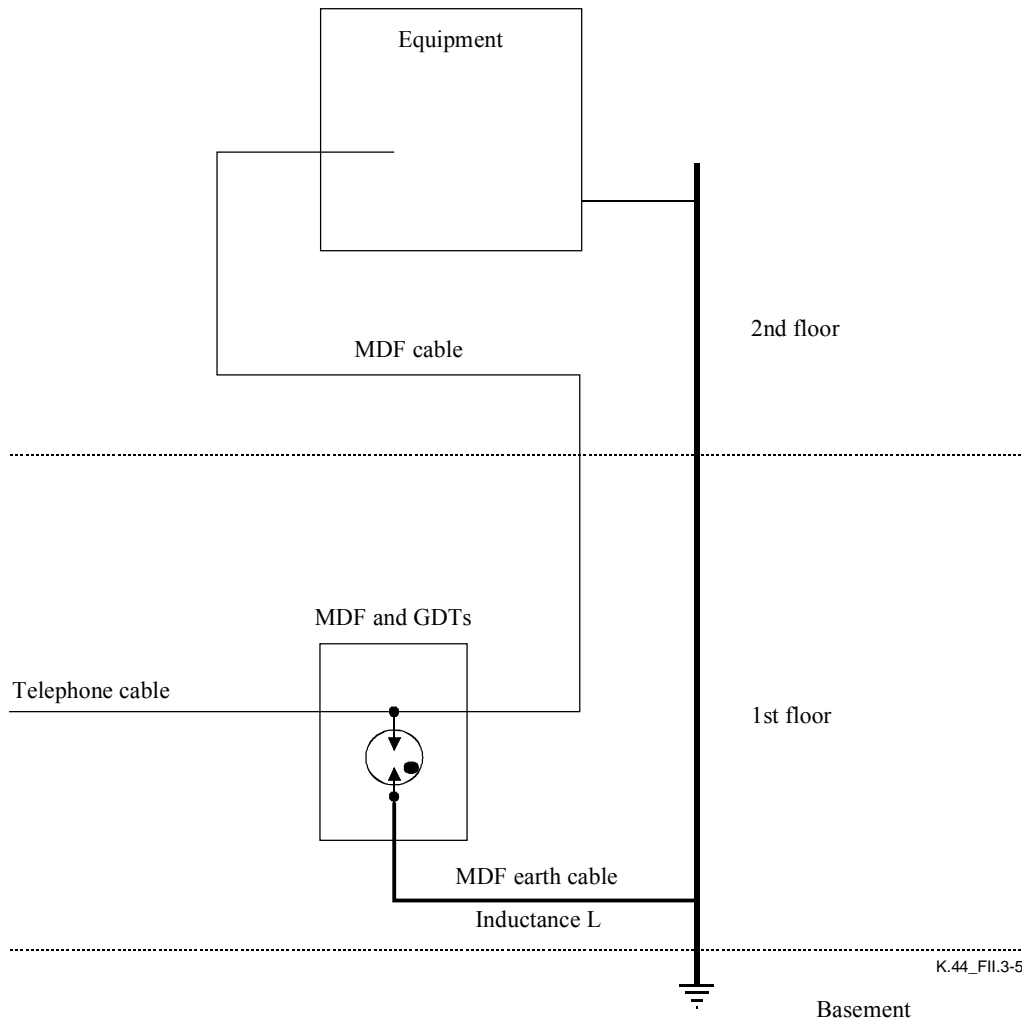 Equipment
2nd floor
MDF cable
MDF and GDTs
Telephone cable
1st floor
MDF earth cable
Inductance L
K.44_FII.3-5
Basement